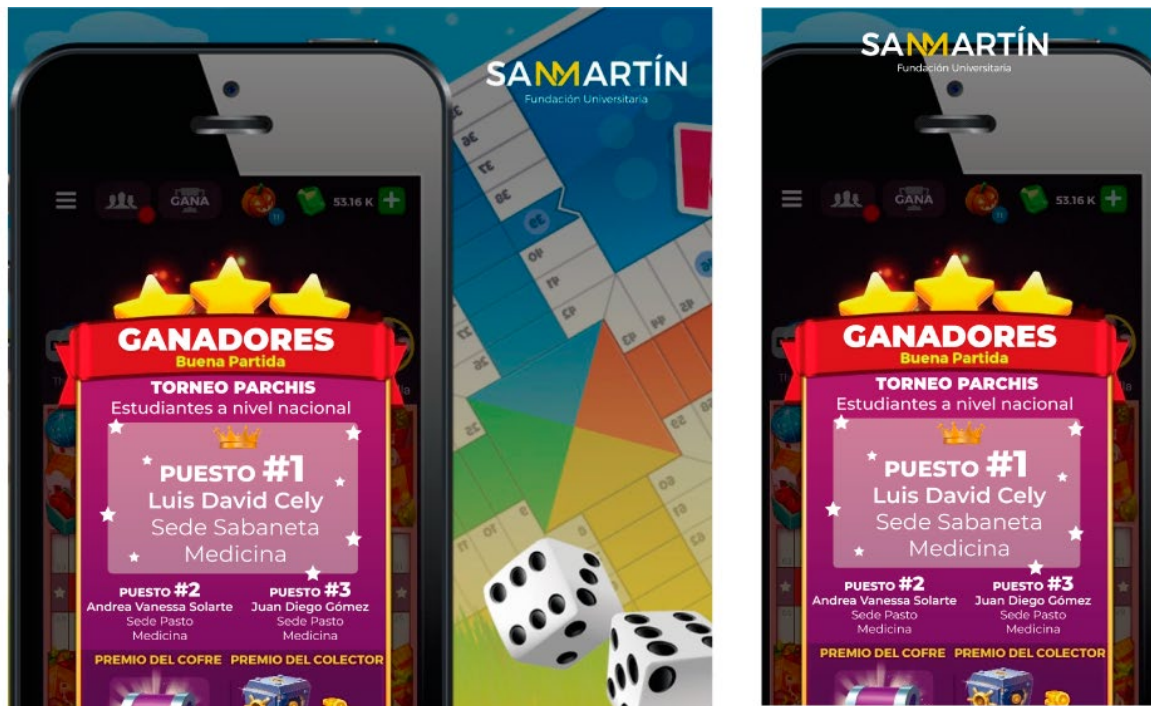 SANMARTÍN
Fundación Universitaria
GANA
53.16 K
GANADORES
Buena Partida
TORNEO PARCHIS
Estudiantes a nivel nacional
PUESTO #1
Luis David Cely
Sede Sabaneta
Medicina
PUESTO #2
Andrea Vanessa Solarte
Sede Pasto
Medicina
PUESTO #3
Juan Diego Gómez
Sede Pasto
Medicina
PREMIO DEL COFRE
PREMIO DEL COLECTOR
SANMARTÍN
Fundación Universitaria
GANA
53.16 K
GANADORES
Buena Partida
TORNEO PARCHIS
Estudiantes a nivel nacional
PUESTO #1
Luis David Cely
Sede Sabaneta
Medicina
PUESTO #2
Andrea Vanessa Solarte
Sede Pasto
Medicina
PUESTO #3
Juan Diego Gómez
Sede Pasto
Medicina
PREMIO DEL COFRE
PREMIO DEL COLECTOR